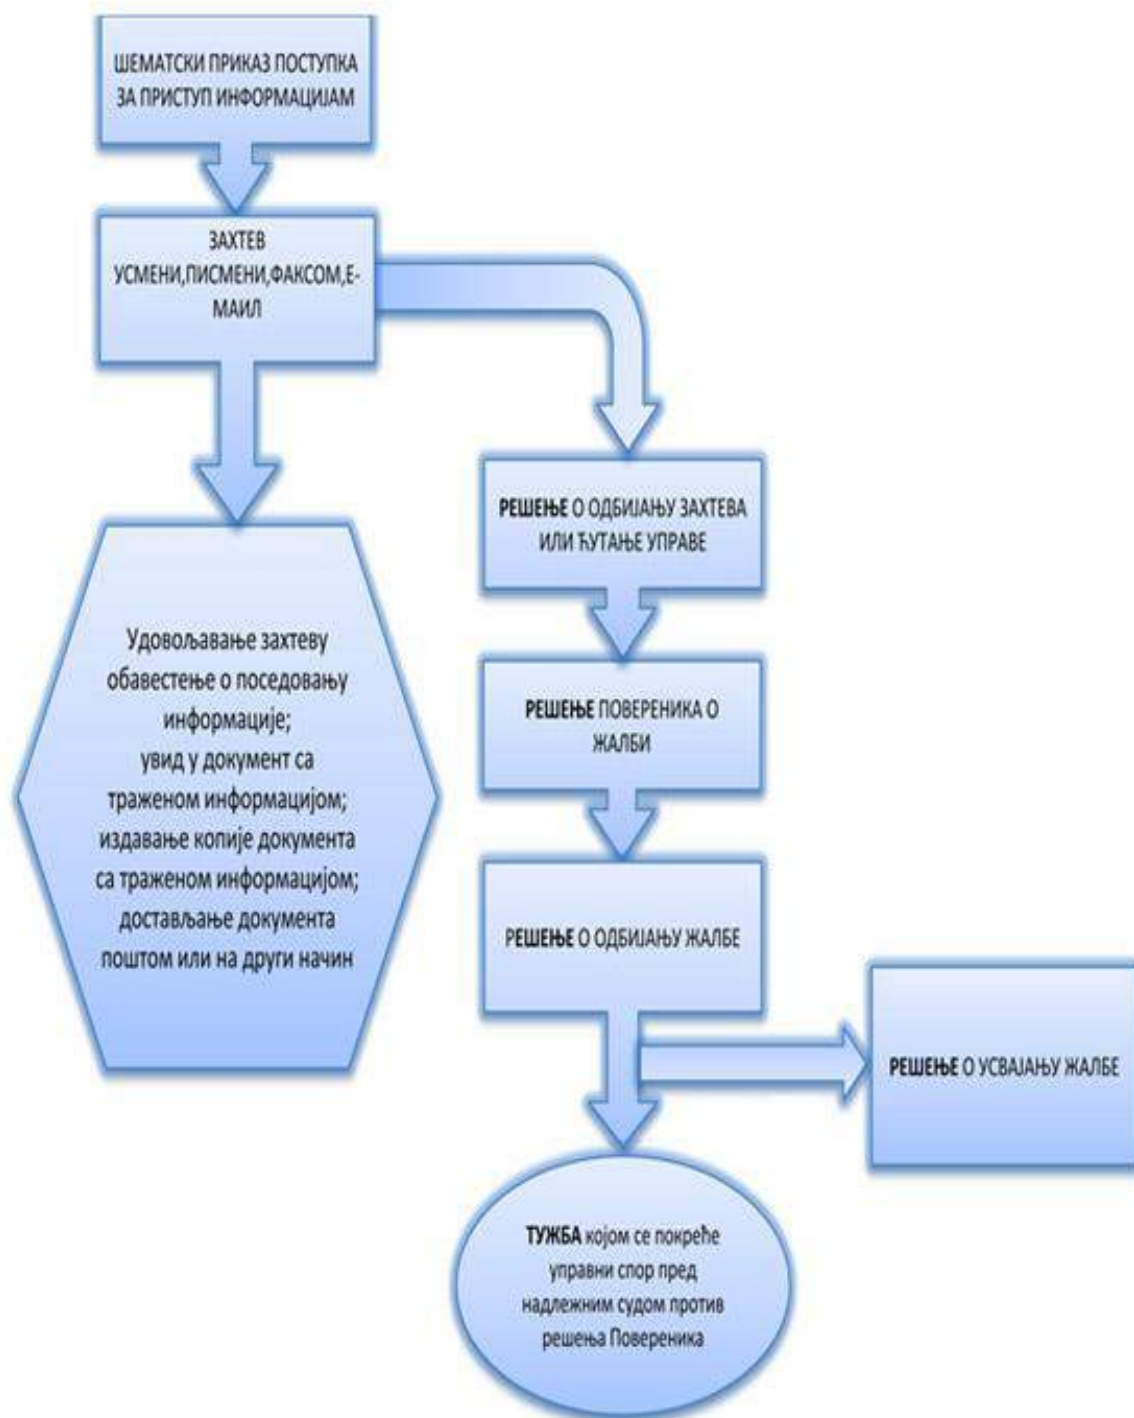 ШЕМАТСКИ ПРИКАЗ ПОСТУПКА
ЗА ПРИСТУП ИНФОРМАЦИЈАМ
ЗАХТЕВ
УСМЕНИ,ПИСМЕНИ,ФАКСОМ,Е-
МАИЛ
Удовољавање захтеву
обавестење о поседовању
информације;
увид у документ са
траженом информацијом;
издавање копије документа
са траженом информацијом;
достављање документа
поштом или на други начин
РЕШЕЊЕ О ОДБИЈАЊУ ЗАХТЕВА
ИЛИ ЋУТАЊЕ УПРАВЕ
РЕШЕЊЕ ПОВЕРЕНИКА О
ЖАЛБИ
РЕШЕЊЕ О ОДБИЈАЊУ ЖАЛБЕ
РЕШЕЊЕ О УСВАЈАЊУ ЖАЛБЕ
ТУЖБА којом се покреће
управни спор пред
надлежним судом против
решења Повереника